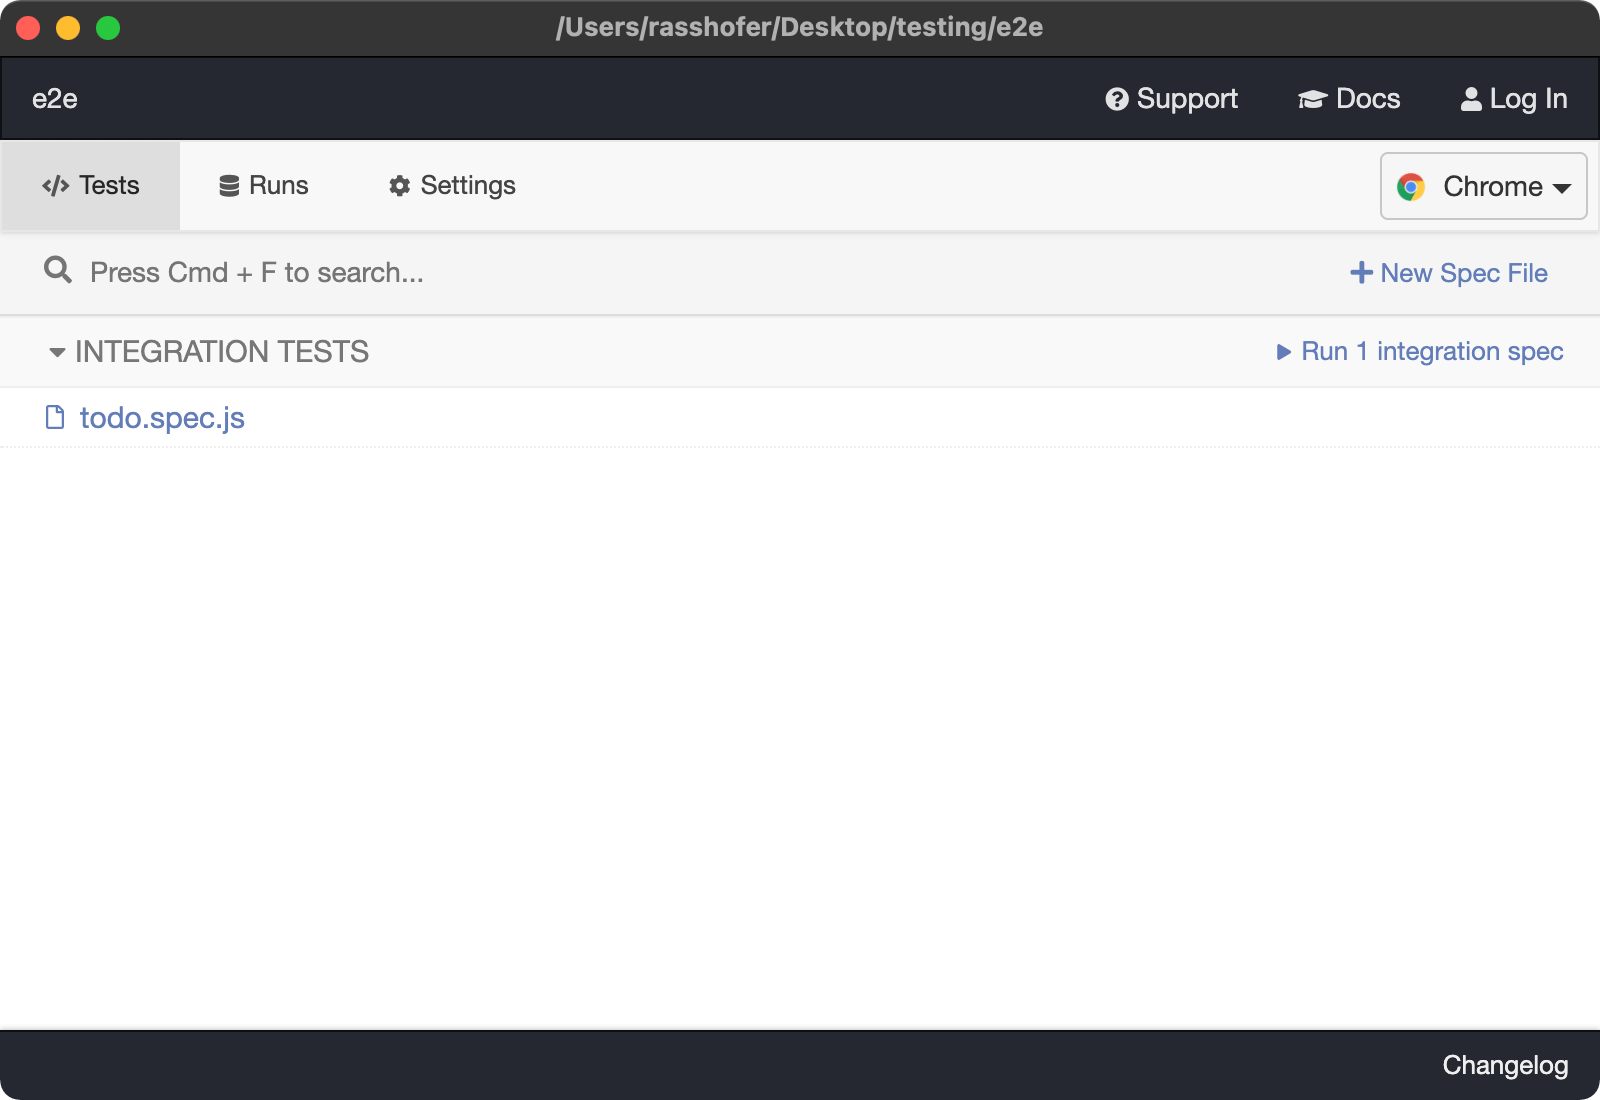 /Users/rasshofer/Desktop/testing/e2e
e2e
Support
Docs
Log In
Tests
Runs
Settings
Chrome
Press Cmd + F to search...
New Spec File
INTEGRATION TESTS
Run 1 integration spec
todo.spec.js
Changelog